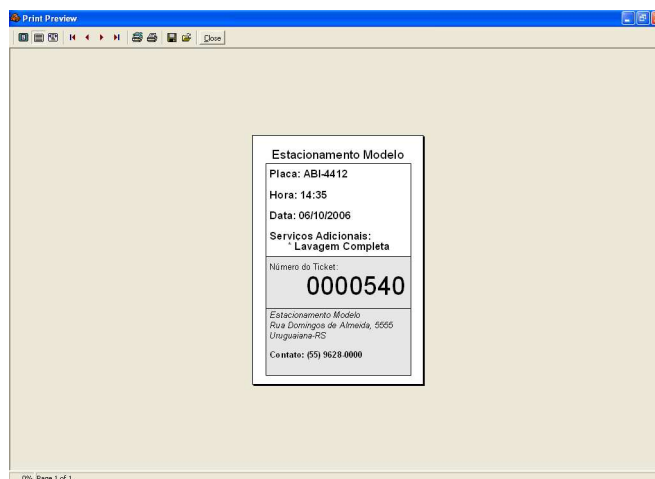 Print Preview
Close
Estacionamento Modelo
Placa: ABI-4412
Hora: 14:35
Data: 06/10/2006
Serviços Adicionais:
* Lavagem Completa
Número do Ticket:
0000540
Estacionamento Modelo
Rua Domingos de Almeida, 5555
Uruguaiana-RS
Contato: (55) 9628-0000
0% Page 1 of 1